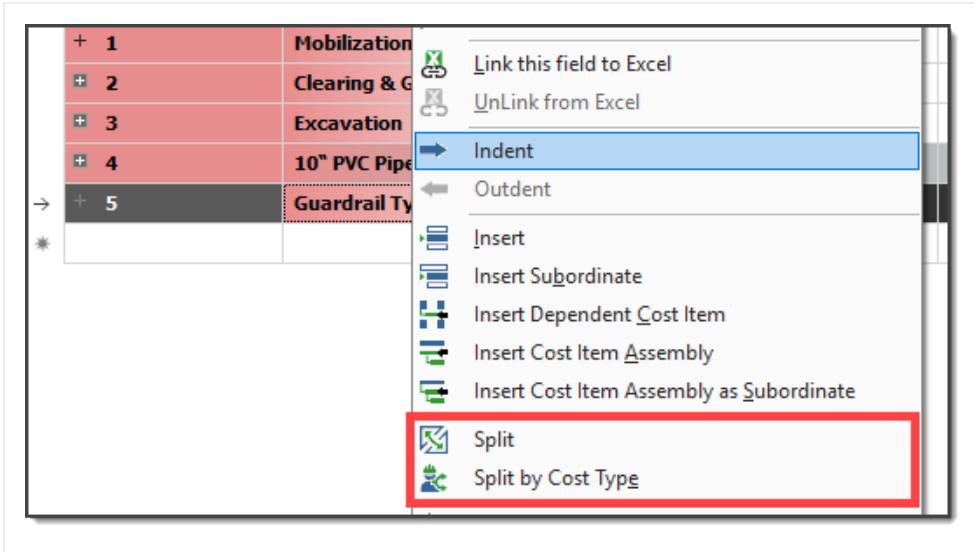 1 Mobilization
2 Clearing & G
3 Excavation
4 10" PVC Pipe
5 Guardrail Ty
Link this field to Excel
UnLink from Excel
Indent
Outdent
Insert
Insert Subordinate
Insert Dependent Cost Item
Insert Cost Item Assembly
Insert Cost Item Assembly as Subordinate
Split
Split by Cost Type